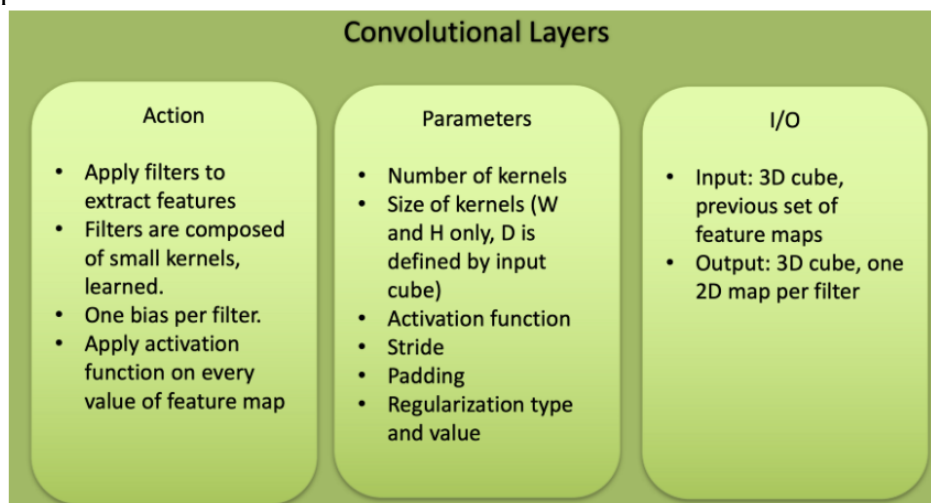 Convolutional Layers
Action
• Apply filters to
extract features
• Filters are composed
of small kernels,
learned.
• One bias per filter.
• Apply activation
function on every
value of feature map
Parameters
• Number of kernels
• Size of kernels (W
and H only, D is
defined by input
cube)
• Activation function
• Stride
• Padding
• Regularization type
and value
I/O
• Input: 3D cube,
previous set of
feature maps
• Output: 3D cube, one
2D map per filter